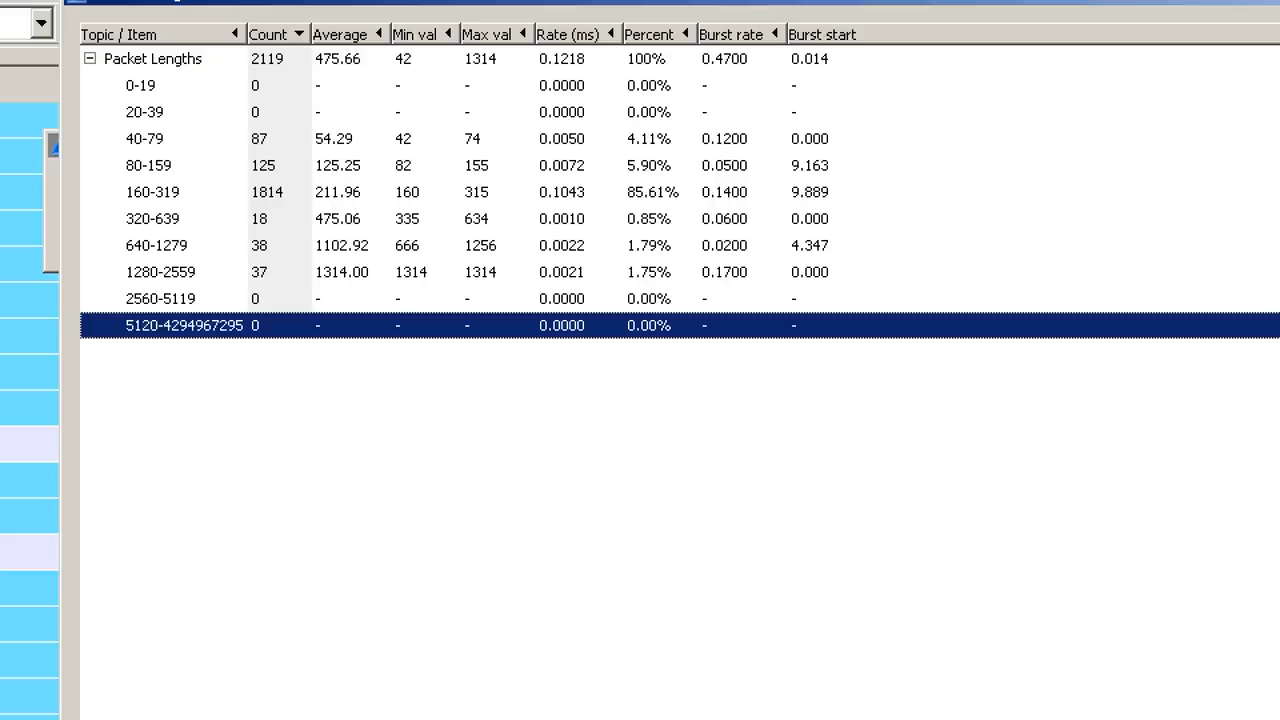 Topic / Item Count Average Min val Max val Rate (ms) Percent Burst rate Burst start
Packet Lengths 2119 475.66 42 1314 0.1218 100% 0.4700 0.014
0-19 0 - - - 0.0000 0.00% - -
20-39 0 - - - 0.0000 0.00% - -
40-79 87 54.29 42 74 0.0050 4.11% 0.1200 0.000
80-159 125 125.25 82 155 0.0072 5.90% 0.0500 9.163
160-319 1814 211.96 160 315 0.1043 85.61% 0.1400 9.889
320-639 18 475.06 335 634 0.0010 0.85% 0.0600 0.000
640-1279 38 1102.92 666 1256 0.0022 1.79% 0.0200 4.347
1280-2559 37 1314.00 1314 1314 0.0021 1.75% 0.1700 0.000
2560-5119 0 - - - 0.0000 0.00% - -
5120-4294967295 0 - - - 0.0000 0.00% - -